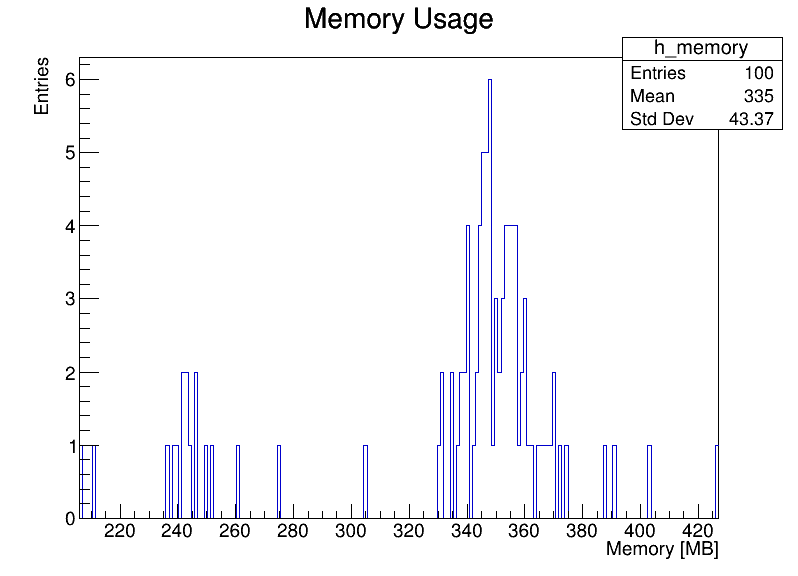 Memory Usage
h_memory
Entries 100
Mean 335
Std Dev 43.37
Entries
6
5
4
3
2
1
0
220 240 260 280 300 320 340 360 380 400 420
Memory [MB]